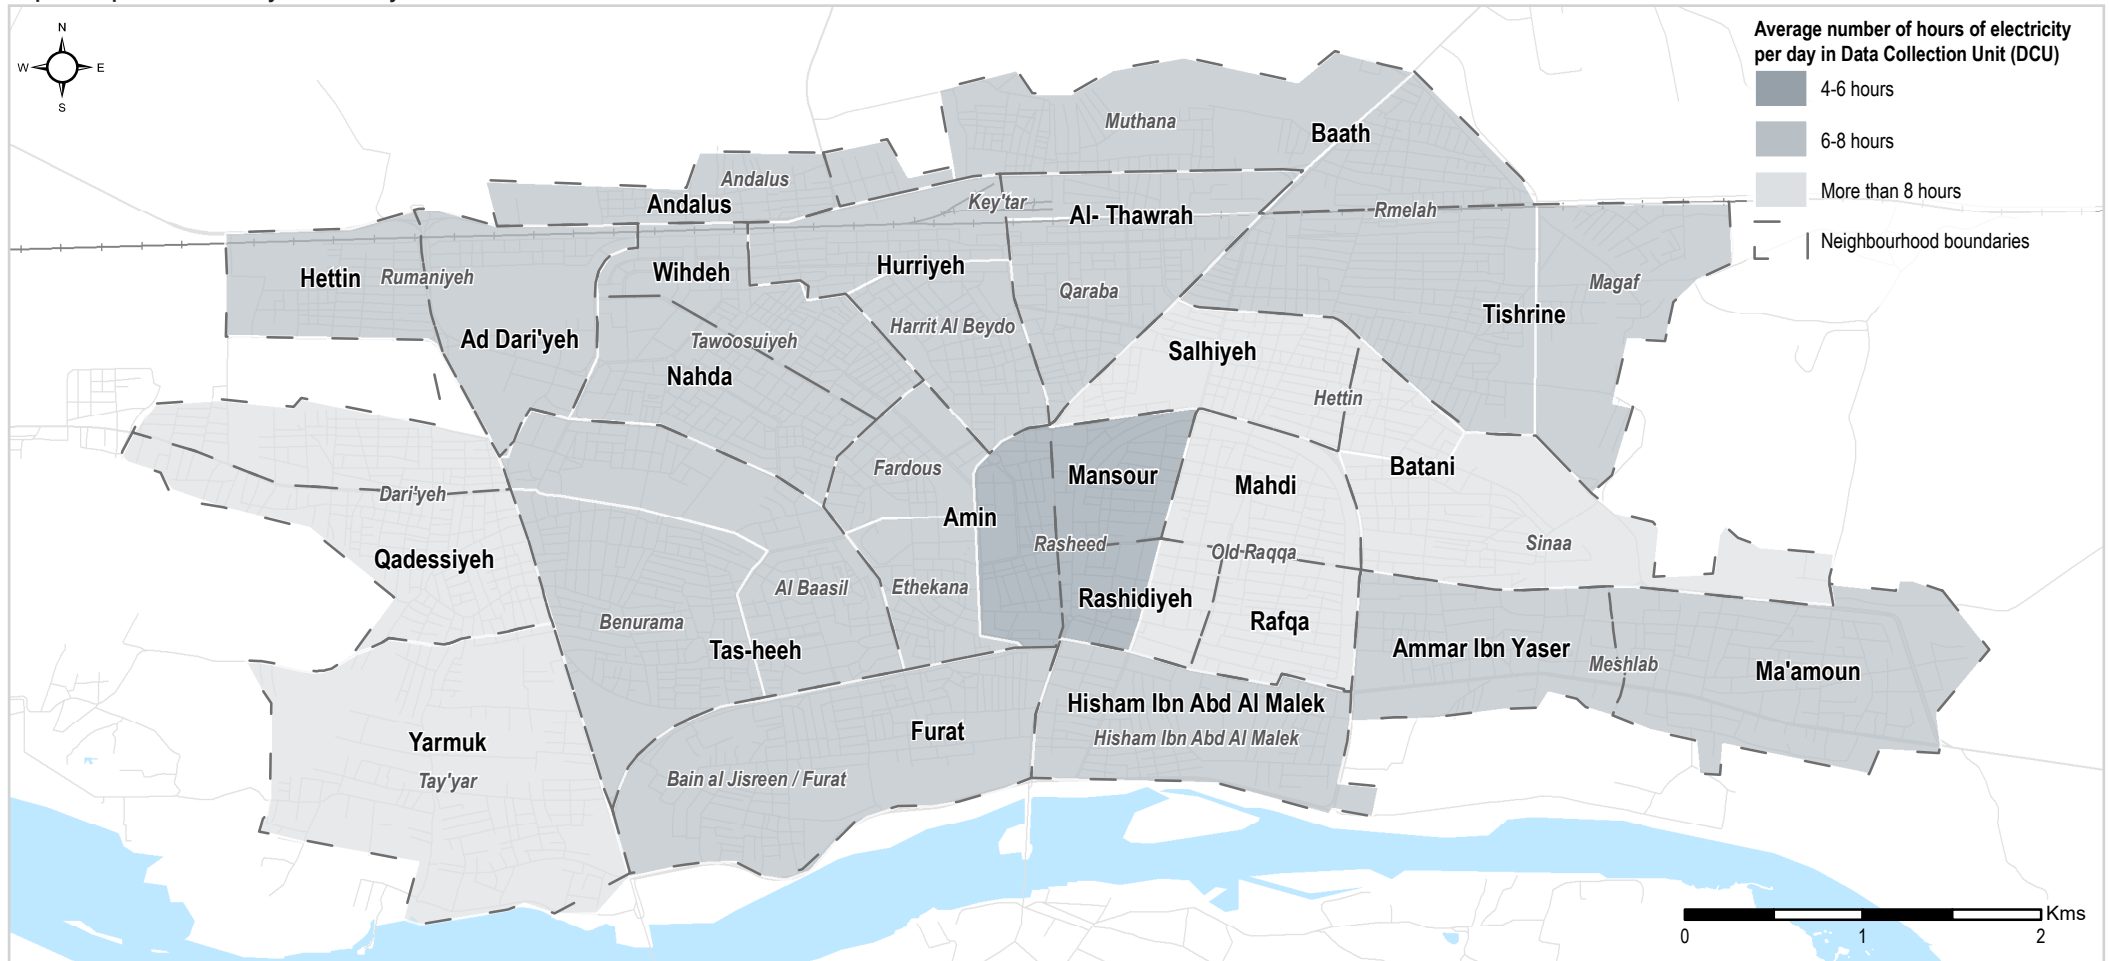 N
W
E
S
Average number of hours of electricity
per day in Data Collection Unit (DCU)
4-6 hours
6-8 hours
More than 8 hours
Neighbourhood boundaries
Muthana
Baath
Andalus
Andalus
Key'tar
Al- Thawrah
Rmelah
Hettin
Rumaniyeh
Wihdeh
Hurriyeh
Qaraba
Magaf
Tishrine
Ad Dari'yeh
Tawoosuiyeh
Harrit Al Beydo
Nahda
Salhiyeh
Hettin
Fardous
Mansour
Mahdi
Batani
Dari'yeh
Amin
Rasheed
Old Raqqa
Sinaa
Qadessiyeh
Al Baasil
Ethekana
Rashidiyeh
Benurama
Rafqa
Tas-heeh
Ammar Ibn Yaser
Meshlab
Ma'amoun
Hisham Ibn Abd Al Malek
Hisham Ibn Abd Al Malek
Furat
Yarmuk
Tay'yar
Bain al Jisreen / Furat
Kms
0
1
2